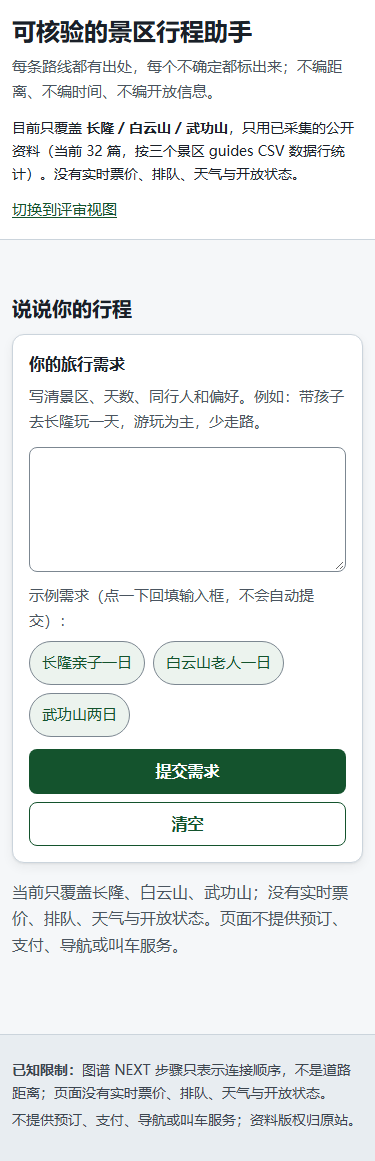 可核验的景区行程助手
每条路线都有出处，每个不确定都标出来；不编距
离、不编时间、不编开放信息。
目前只覆盖 长隆 / 白云山 / 武功山，只用已采集的公开
资料（当前 32 篇，按三个景区 guides CSV 数据行统
计）。没有实时票价、排队、天气与开放状态。
切换到评审视图
说说你的行程
你的旅行需求
写清景区、天数、同行人和偏好。例如：带孩子
去长隆玩一天，游玩为主，少走路。
示例需求（点一下回填输入框，不会自动提
交）：
长隆亲子一日
白云山老人一日
武功山两日
提交需求
清空
当前只覆盖长隆、白云山、武功山；没有实时票
价、排队、天气与开放状态。页面不提供预订、
支付、导航或叫车服务。
已知限制：图谱 NEXT 步骤只表示连接顺序，不是道路
距离；页面没有实时票价、排队、天气与开放状态。
不提供预订、支付、导航或叫车服务；资料版权归原站。